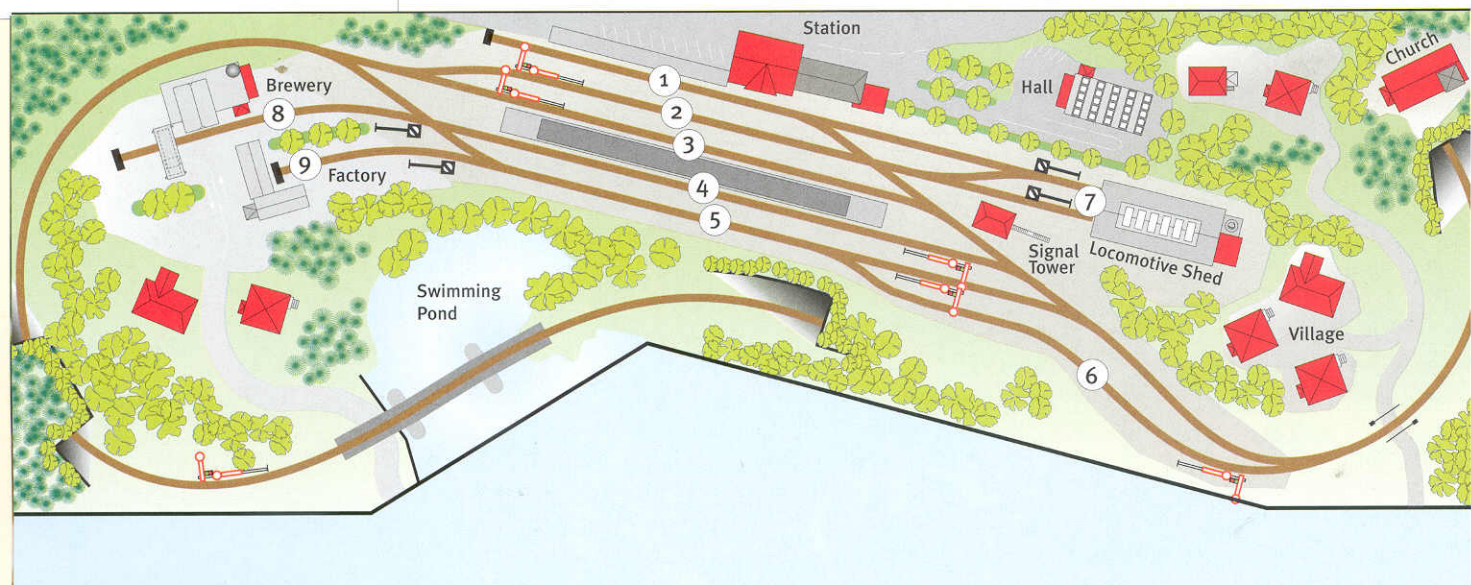 Station
Church
Hall
1
Brewery
2
8
3
9
Factory
4
5
7
Signal
Tower
Locomotive Shed
Swimming
Pond
Village
6